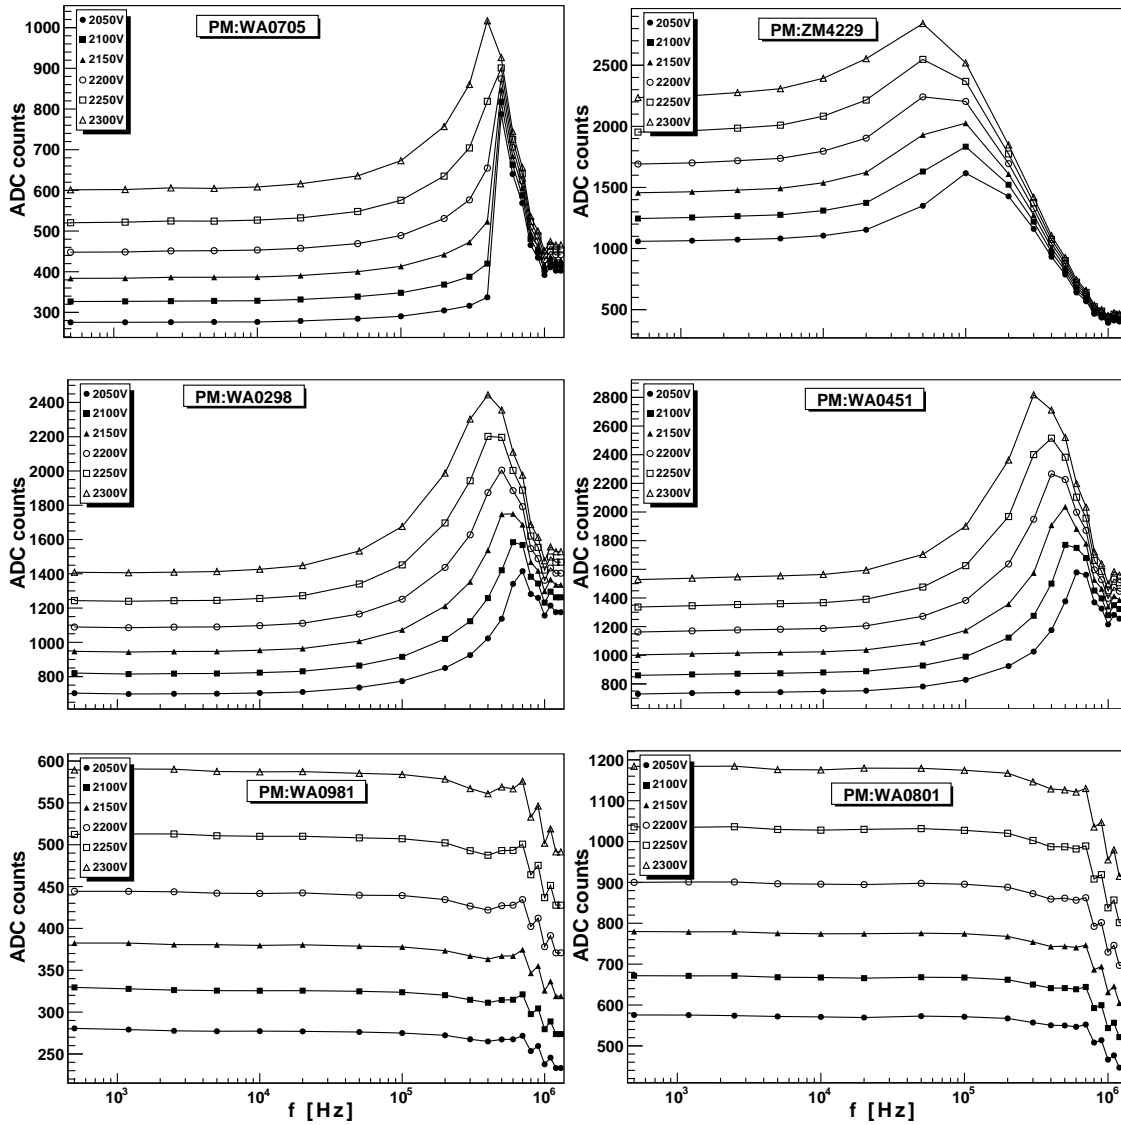 PM:WA0705
2050V
2100V
2150V
2200V
2250V
2300V
ADC counts
1000
900
800
700
600
500
400
300
PM:ZM4229
2050V
2100V
2150V
2200V
2250V
2300V
ADC counts
2500
2000
1500
1000
500
PM:WA0298
2050V
2100V
2150V
2200V
2250V
2300V
ADC counts
2400
2200
2000
1800
1600
1400
1200
1000
800
PM:WA0451
2050V
2100V
2150V
2200V
2250V
2300V
ADC counts
2800
2600
2400
2200
2000
1800
1600
1400
1200
1000
800
PM:WA0981
2050V
2100V
2150V
2200V
2250V
2300V
ADC counts
600
550
500
450
400
350
300
250
10³ 10⁴ 10⁵ 10⁶
f [Hz]
PM:WA0801
2050V
2100V
2150V
2200V
2250V
2300V
ADC counts
1200
1100
1000
900
800
700
600
500
10³ 10⁴ 10⁵ 10⁶
f [Hz]